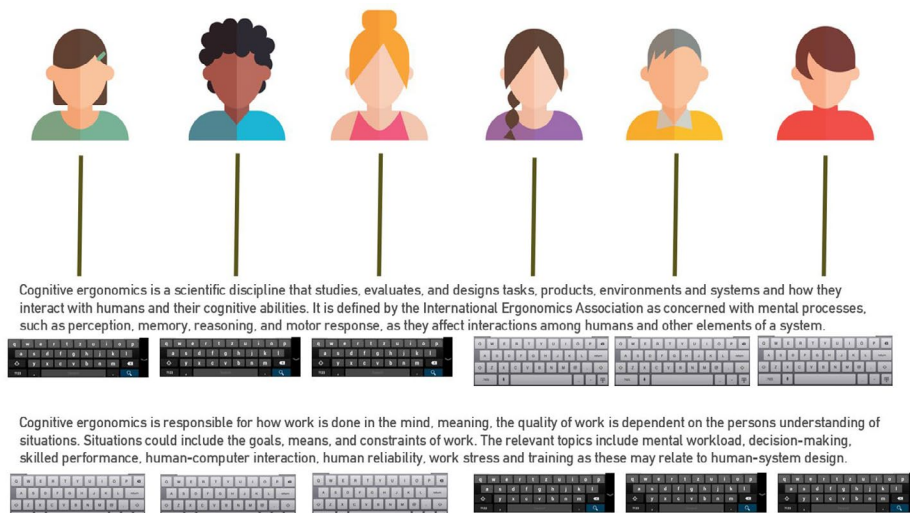 Cognitive ergonomics is a scientific discipline that studies, evaluates, and designs tasks, products, environments and systems and how they
interact with humans and their cognitive abilities. It is defined by the International Ergonomics Association as concerned with mental processes,
such as perception, memory, reasoning, and motor response, as they affect interactions among humans and other elements of a system.
Cognitive ergonomics is responsible for how work is done in the mind, meaning, the quality of work is dependent on the persons understanding of
situations. Situations could include the goals, means, and constraints of work. The relevant topics include mental workload, decision-making,
skilled performance, human-computer interaction, human reliability, work stress and training as these may relate to human-system design.